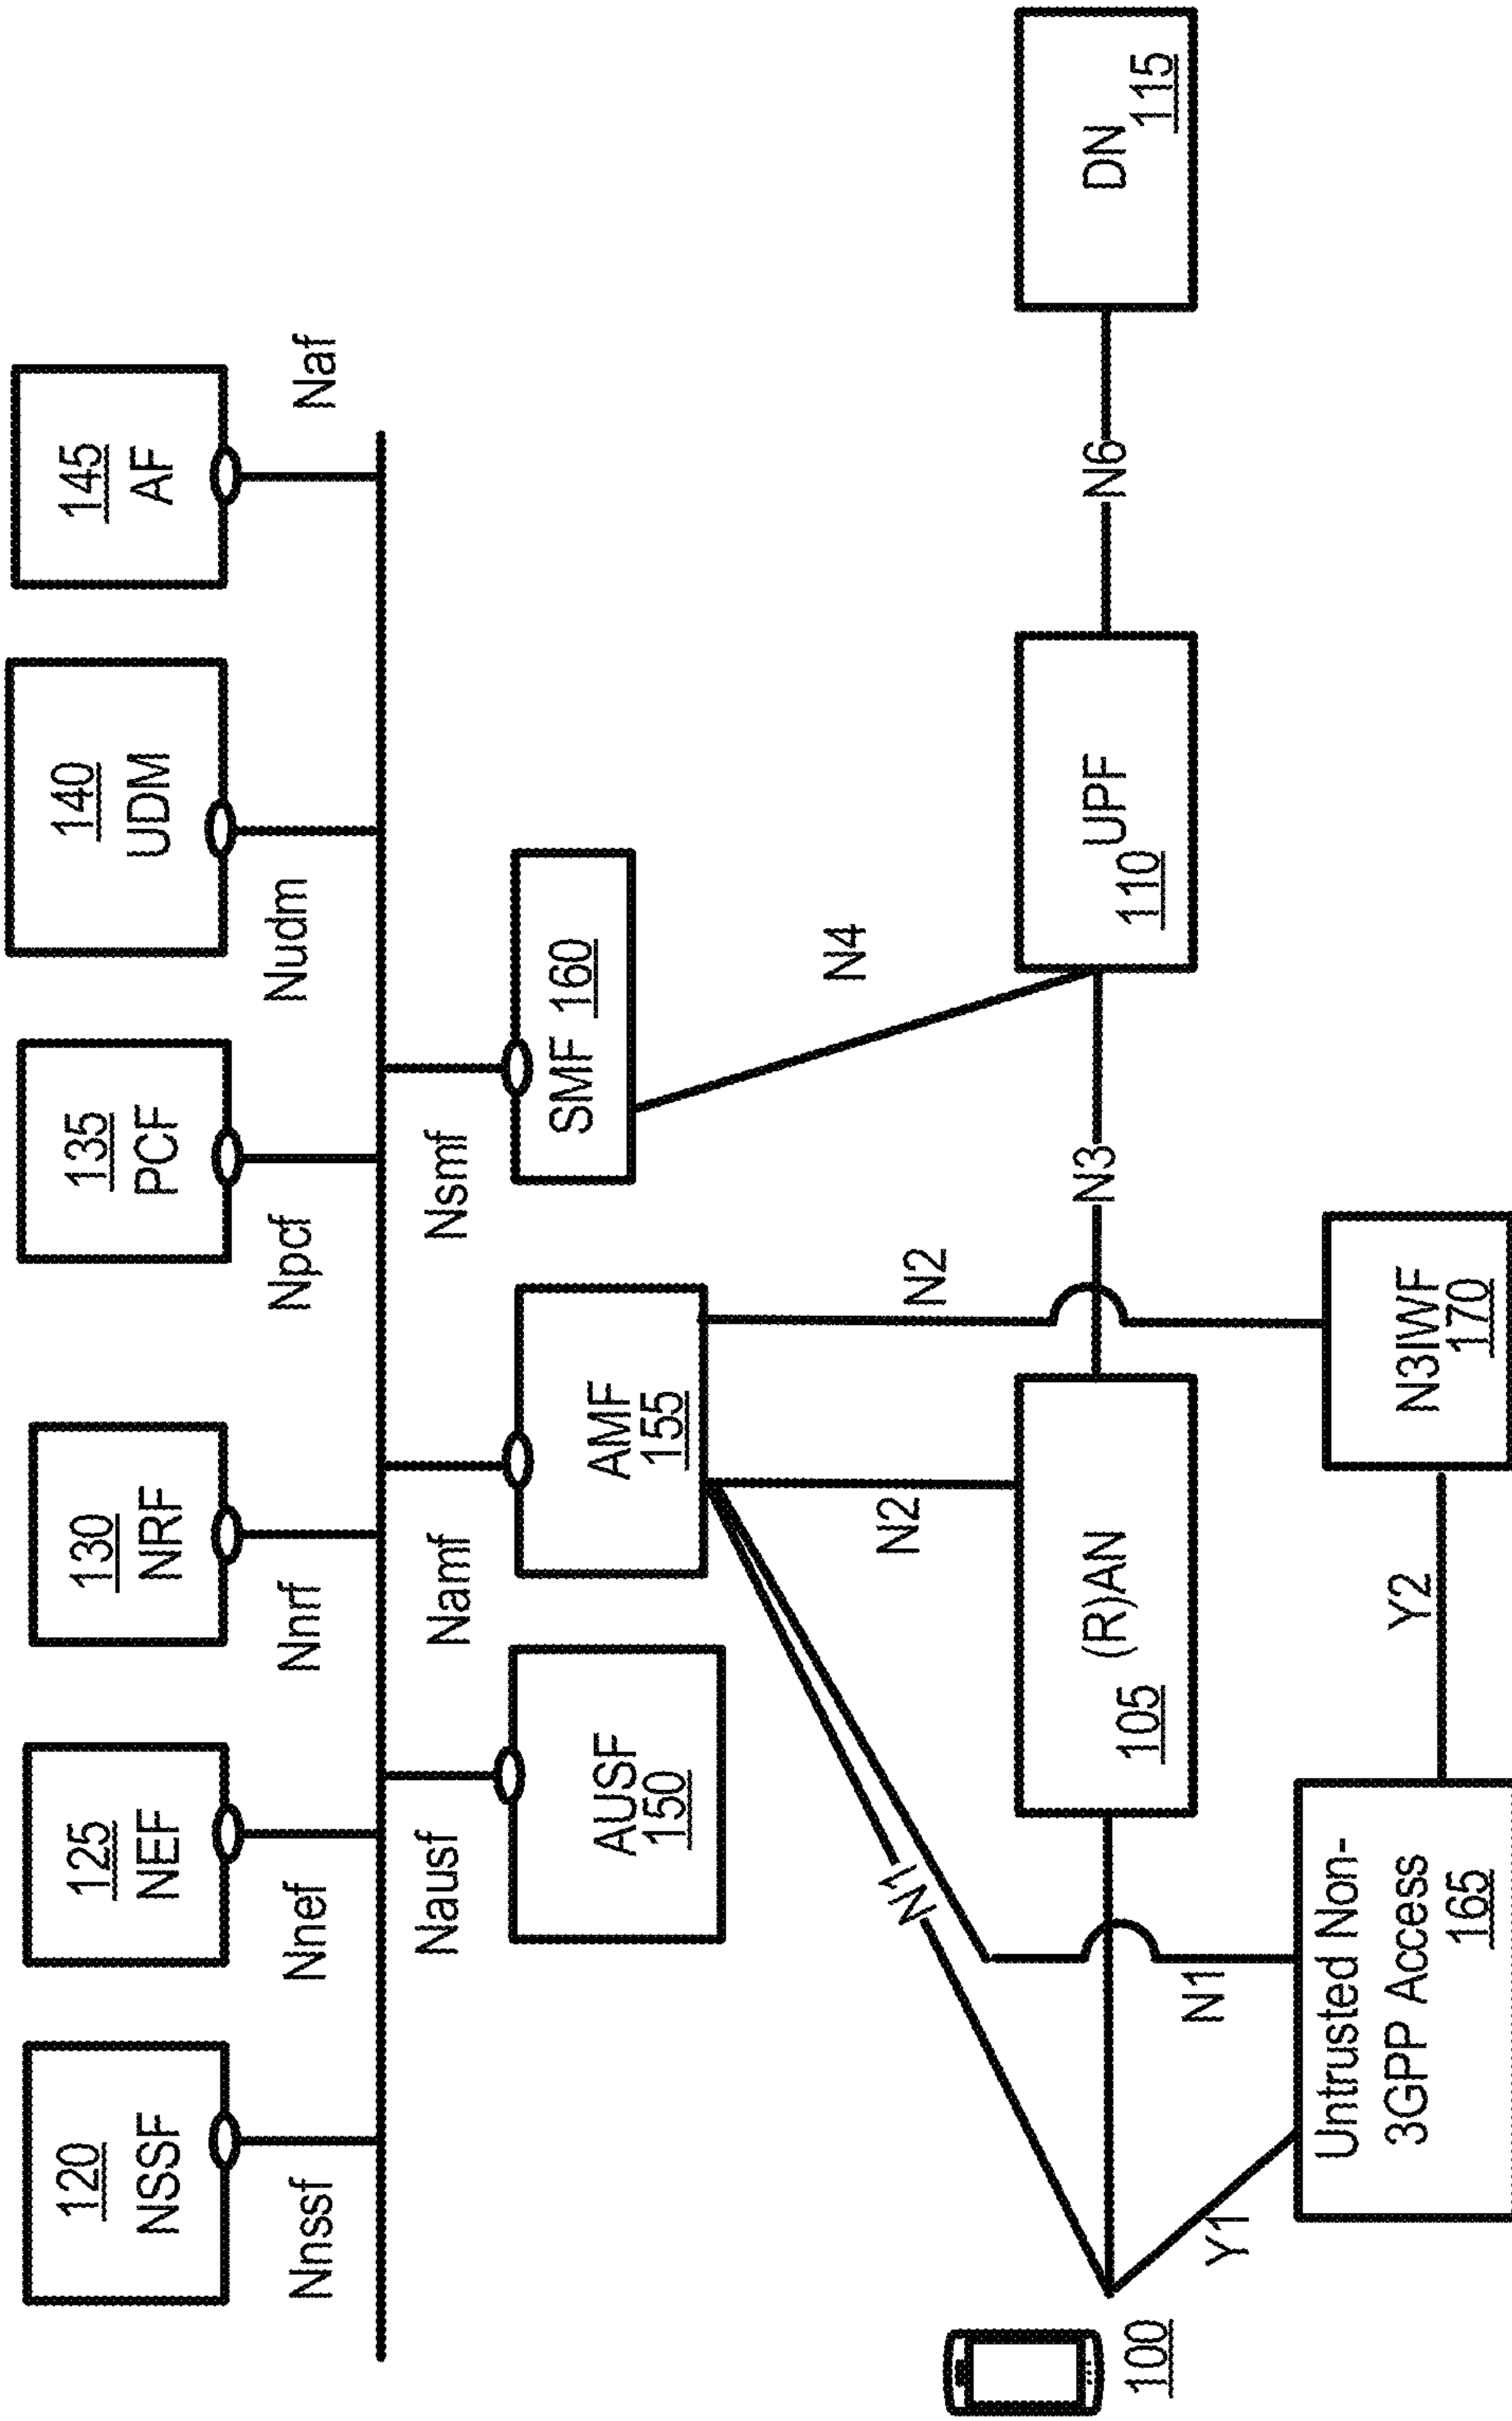 120
NSSF
125
NEF
130
NRF
135
PCF
140
UDM
145
AF
Nnssf
Nnef
Nnrf
Npcf
Nudm
Naf
Nausf
Namf
Nsmf
AUSF
150
AMF
155
SMF 160
N1
N2
N2
N4
100
105
(R)AN
N3
110
UPF
N6
DN
115
Y1
N1
Untrusted Non-
3GPP Access
165
Y2
N3IWF
170